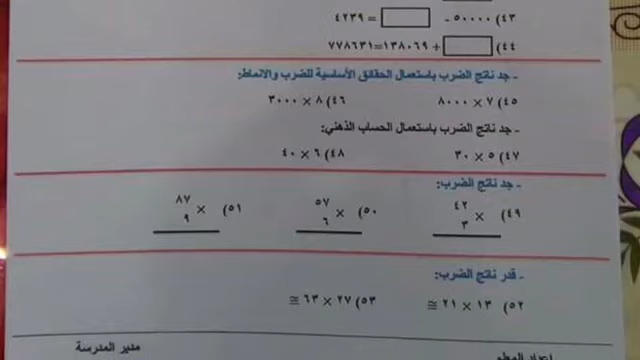 ٤٣) ٥٠٠٠٠ - = ٤٢٣٩
٤٤) + ١٣٨٠٦٩=٧٧٨٦٣١
- جد ناتج الضرب باستعمال الحقائق الأساسية للضرب والانماط:
٤٥) ٧ × ٨٠٠٠ ٤٦) ٨ × ٣٠٠٠
- جد ناتج الضرب باستعمال الحساب الذهني:
٤٧) ٥ × ٣٠ ٤٨) ٦ × ٤٠
- جد ناتج الضرب:
٤٩) ٤٢ × ٣ ٥٠) ٥٧ × ٦ ٥١) ٨٧ × ٩
- قدر ناتج الضرب:
٥٢) ١٣ × ٢١ ≅ ٥٣) ٢٧ × ٦٣ ≅
مدير المدرسة